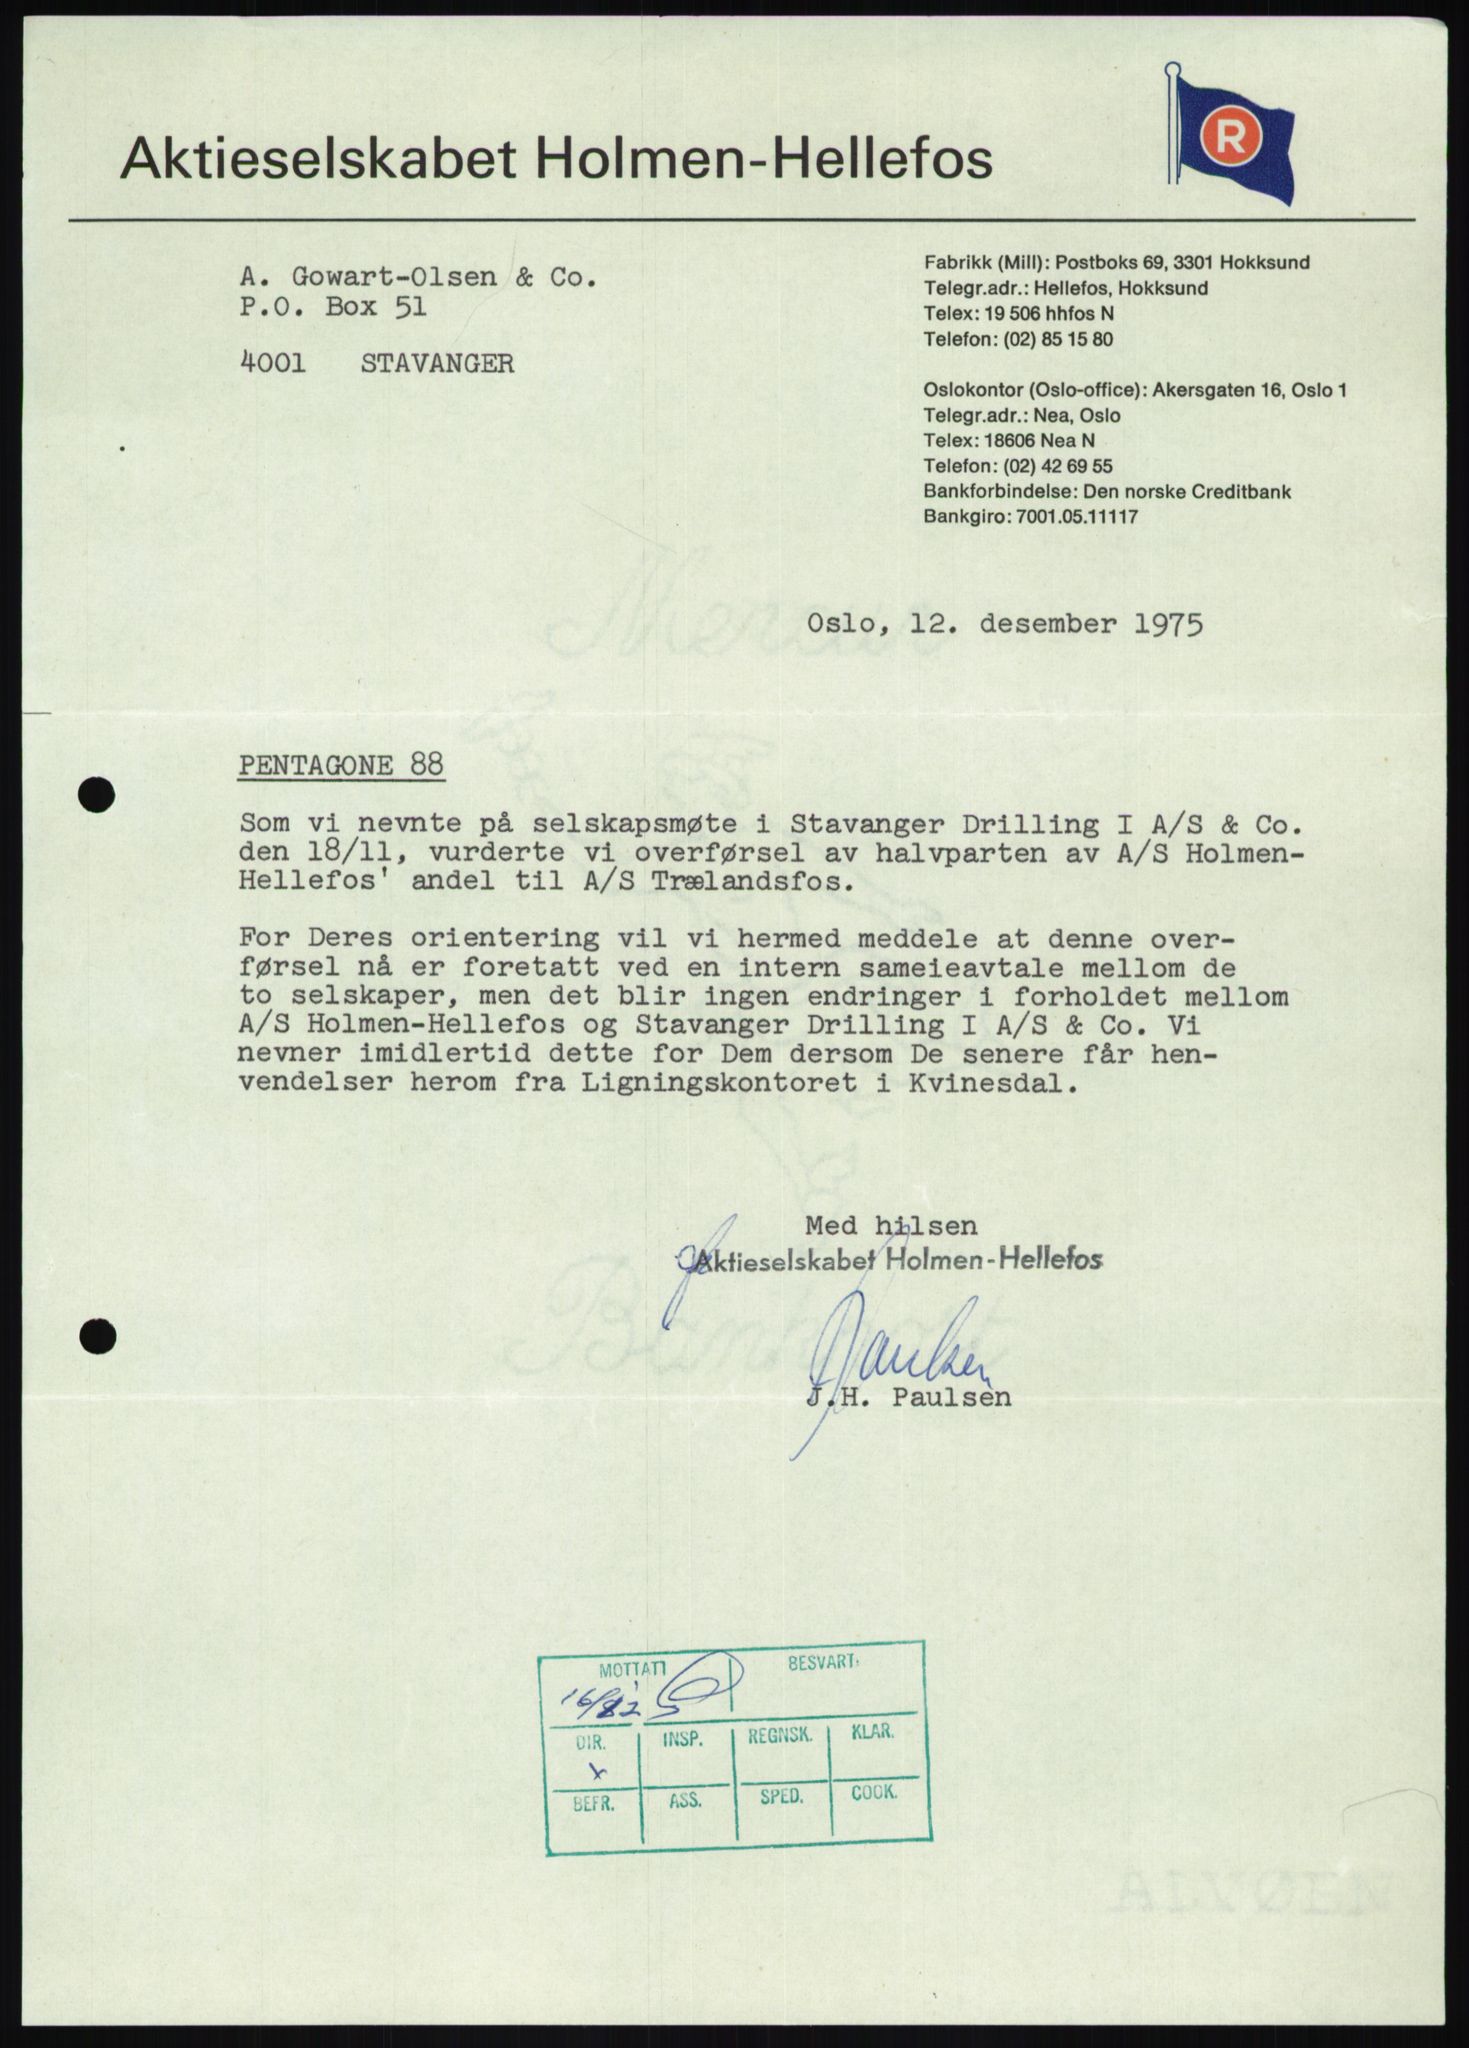 Aktieselskabet Holmen-Hellefos
R
A. Gowart-Olsen & Co.
P.O. Box 51
4001 STAVANGER
Fabrikk (Mill): Postboks 69, 3301 Hokksund
Telegr.adr.: Hellefos, Hokksund
Telex: 19 506 hhfos N
Telefon: (02) 85 15 80
Oslokontor (Oslo-office): Akersgaten 16, Oslo 1
Telegr.adr.: Nea, Oslo
Telex: 18606 Nea N
Telefon: (02) 42 69 55
Bankforbindelse: Den norske Creditbank
Bankgiro: 7001.05.11117
Oslo, 12. desember 1975
PENTAGONE 88
Som vi nevnte på selskapsmøte i Stavanger Drilling I A/S & Co.
den 18/11, vurderte vi overførsel av halvparten av A/S Holmen-
Hellefos' andel til A/S Trælandsfos.
For Deres orientering vil vi hermed meddele at denne over-
førsel nå er foretatt ved en intern sameieavtale mellom de
to selskaper, men det blir ingen endringer i forholdet mellom
A/S Holmen-Hellefos og Stavanger Drilling I A/S & Co. Vi
nevner imidlertid dette for Dem dersom De senere får hen-
vendelser herom fra Ligningskontoret i Kvinesdal.
Med hilsen
Aktieselskabet Holmen-Hellefos
Paulsen
J.H. Paulsen
MOTTATT BESVART:
16/12
DIR. INSP. REGNSK. KLAR.
x
BEFR. ASS. SPED. COOK.
ALVØEN